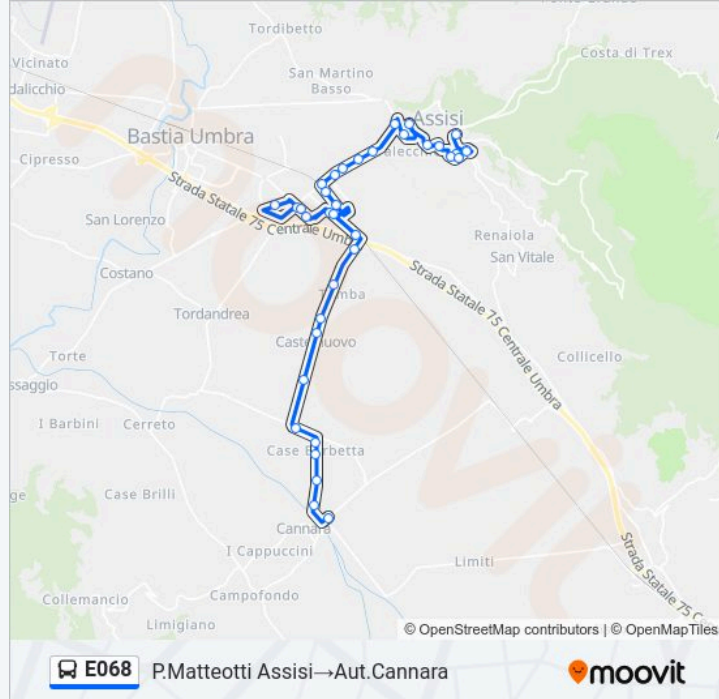 Tordibetto
Costa di Trex
Vicinato
San Martino
Basso
dalicchio
Assisi
Bastia Umbra
Cipresso
Strada Statale 75 Centrale Umbra
San Lorenzo
Renaiola
San Vitale
Costano
Strada Statale 75 Centrale Umbra
Tordandrea
Collicello
Torte
ssaggio
I Barbini
Cerreto
Case Barbetta
Case Brilli
ge
Cannara
I Cappuccini
Limiti
Strada Statale 75 Ce
Collemancio
Campofondo
Limigiano
© OpenStreetMap contributors | © OpenMapTiles
E068
P.Matteotti Assisi→Aut.Cannara
moovit